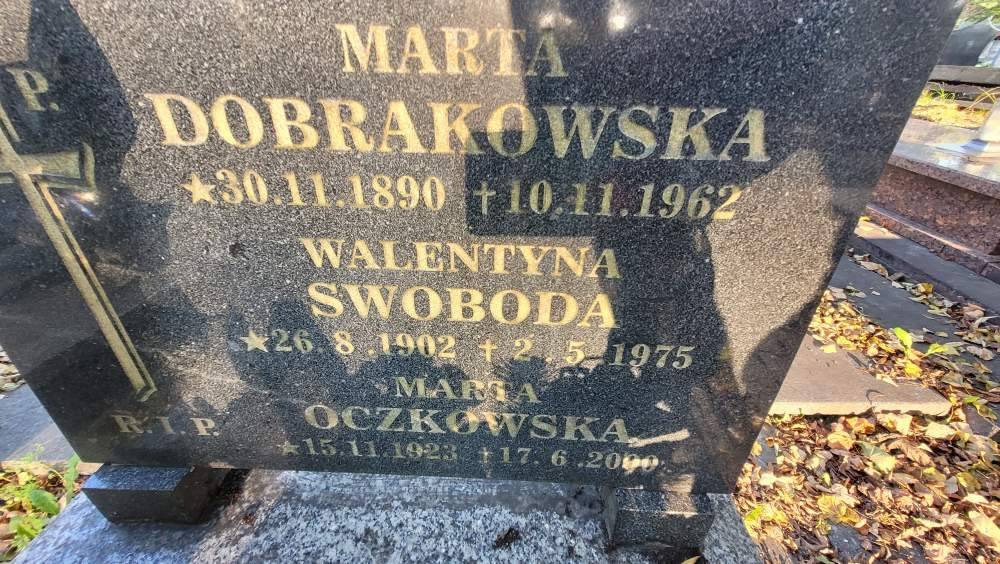 P.
MARTA
DOBRAKOWSKA
★30.11.1890 †10.11.1962
WALENTYNA
SWOBODA
★26.8.1902 †2.5.1975
MARTA
OCZKOWSKA
R.I.P.
★15.11.1923 †17.6.2000